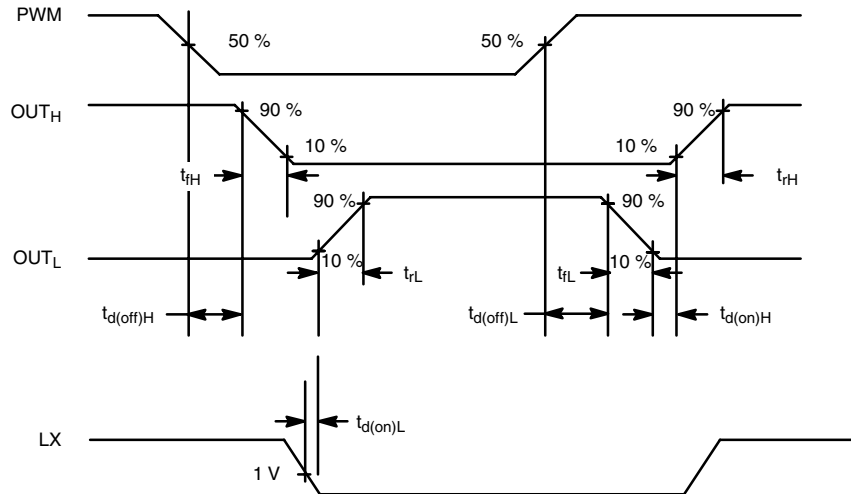 PWM
50 %
50 %
OUTH
90 %
90 %
10 %
10 %
tfH
trH
90 %
90 %
OUTL
10 %
trL
tfL
10 %
td(off)H
td(off)L
td(on)H
LX
td(on)L
1 V